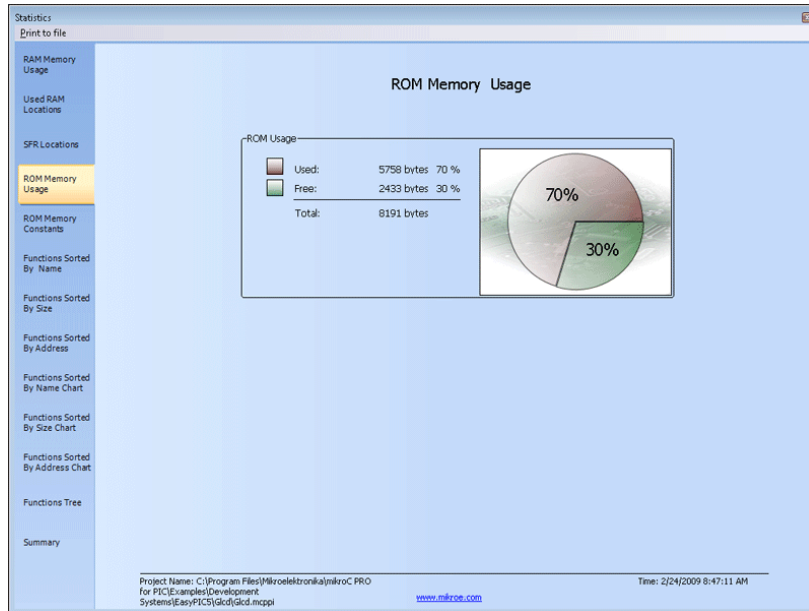 Statistics
Print to file
RAM Memory
Usage
Used RAM
Locations
SFR Locations
ROM Memory
Usage
ROM Memory
Constants
Functions Sorted
By Name
Functions Sorted
By Size
Functions Sorted
By Address
Functions Sorted
By Name Chart
Functions Sorted
By Size Chart
Functions Sorted
By Address Chart
Functions Tree
Summary
ROM Memory Usage
ROM Usage
Used: 5758 bytes 70 %
Free: 2433 bytes 30 %
Total: 8191 bytes
70%
30%
Project Name: C:\Program Files\Mikroelektronika\mikroC PRO
for PIC\Examples\Development
Systems\EasyPIC5\Glcd\Glcd.mcppi
www.mikroe.com
Time: 2/24/2009 8:47:11 AM